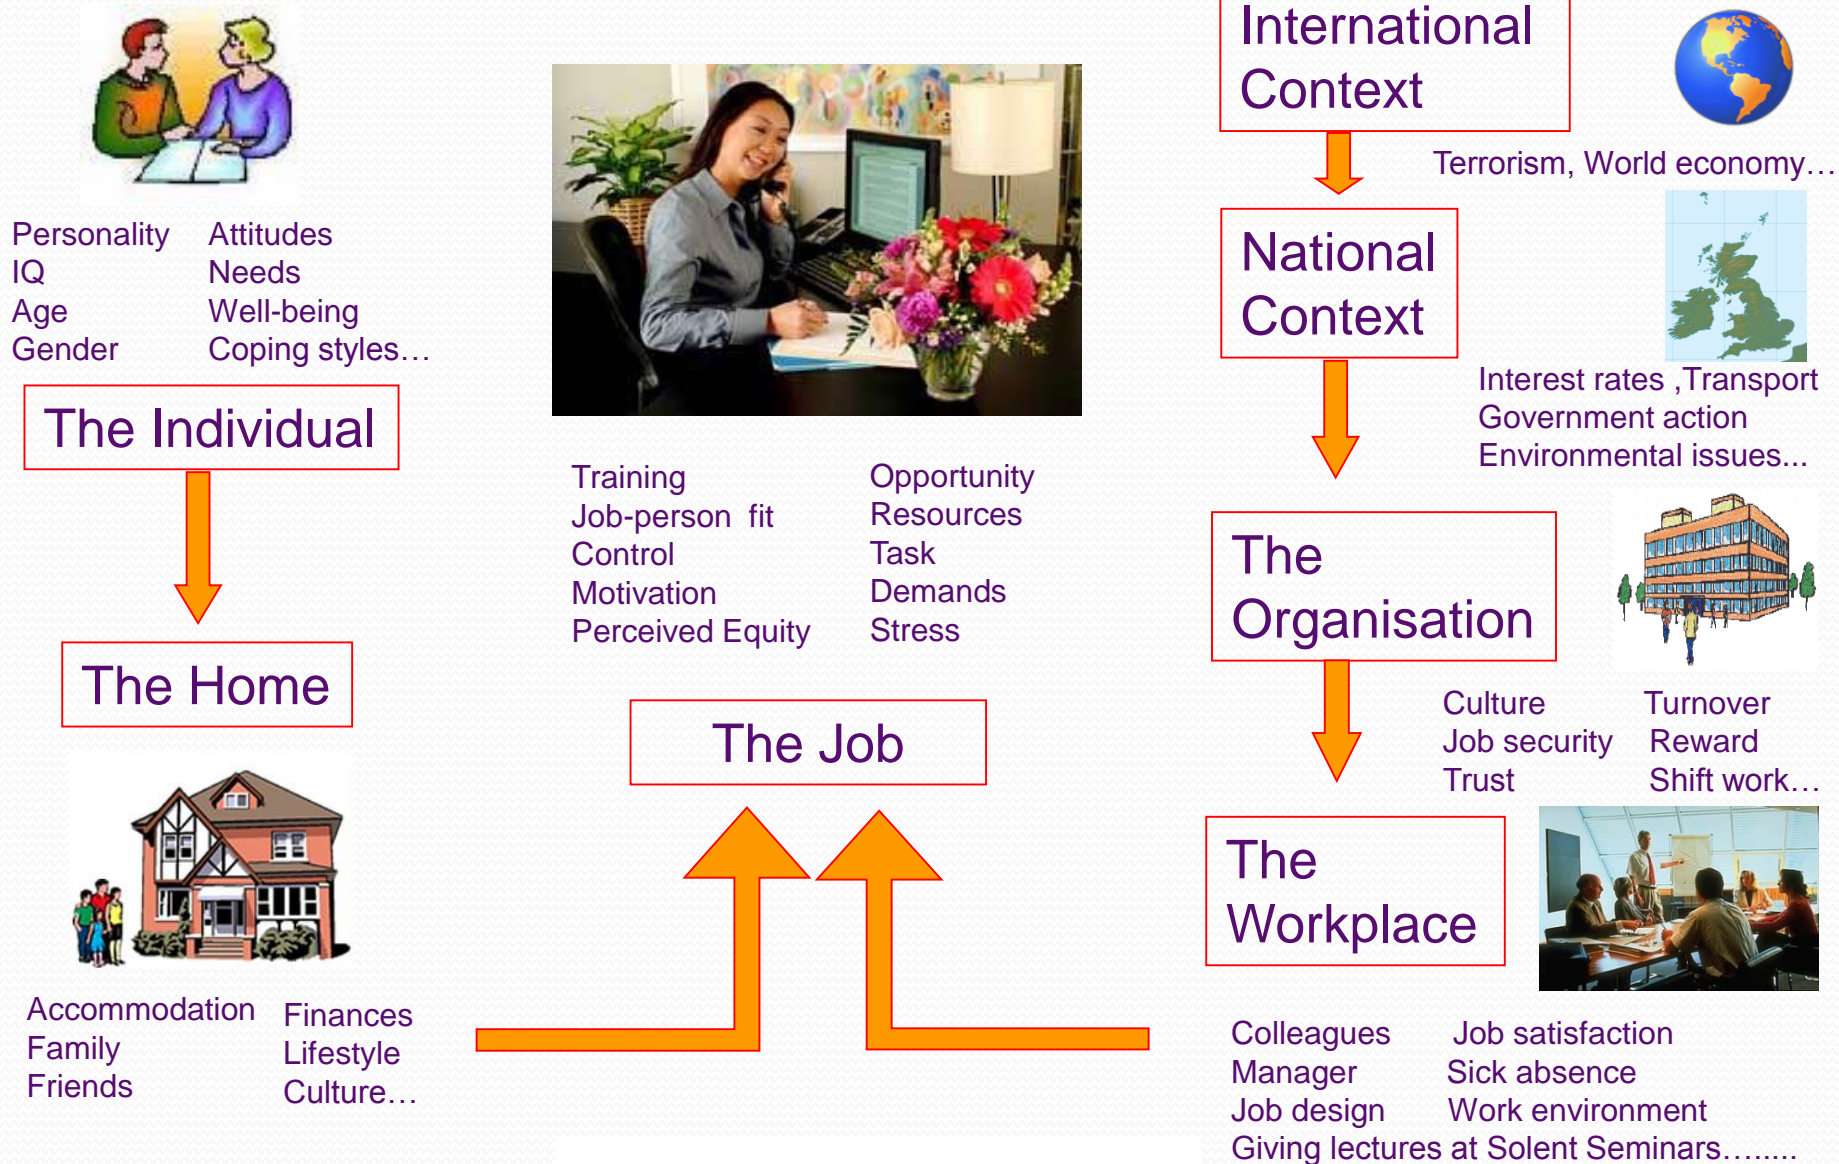 Personality Attitudes
IQ Needs
Age Well-being
Gender Coping styles…
The Individual
The Home
Accommodation Finances
Family Lifestyle
Friends Culture…
Training Opportunity
Job-person fit Resources
Control Task
Motivation Demands
Perceived Equity Stress
The Job
International
Context
Terrorism, World economy…
National
Context
Interest rates ,Transport
Government action
Environmental issues...
The
Organisation
Culture Turnover
Job security Reward
Trust Shift work…
The
Workplace
Colleagues Job satisfaction
Manager Sick absence
Job design Work environment
Giving lectures at Solent Seminars….....